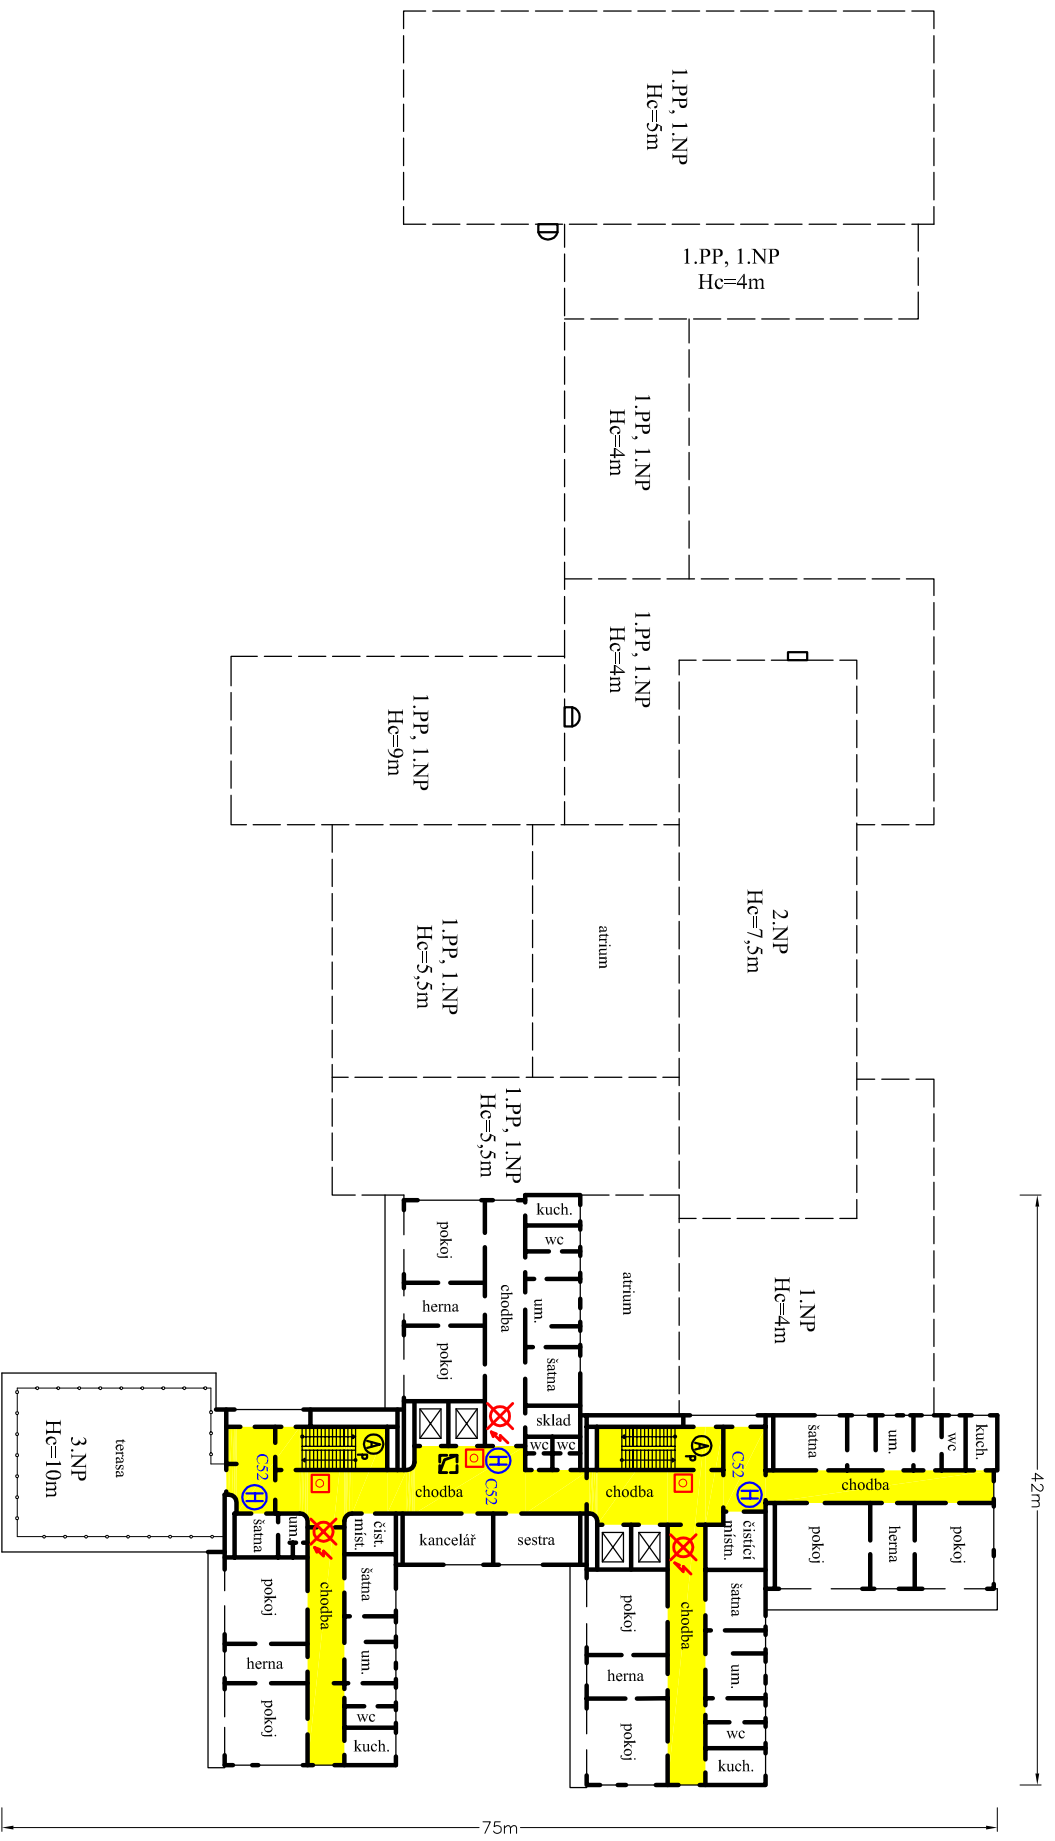 1.PP, 1.NP
Hc=5m
1.PP, 1.NP
Hc=4m
1.PP, 1.NP
Hc=4m
1.PP, 1.NP
Hc=4m
1.PP, 1.NP
Hc=9m
2.NP
Hc=7,5m
atrium
1.PP, 1.NP
Hc=5,5m
1.PP, 1.NP
Hc=5,5m
1.NP
Hc=4m
atrium
kuch.
wc
um.
šatna
sklad
wc
wc
pokoj
herna
pokoj
chodba
3.NP
Hc=10m
terasa
C52
H
A
P
chodba
H
C52
chodba
A
P
C52
H
šatna
um.
wc
kuch.
chodba
pokoj
herna
pokoj
čistící
místn.
šatna
um.
míst.
čist.
kancelář
sestra
pokoj
herna
pokoj
chodba
šatna
um.
wc
kuch.
pokoj
herna
pokoj
chodba
šatna
um.
wc
kuch.
42m
75m